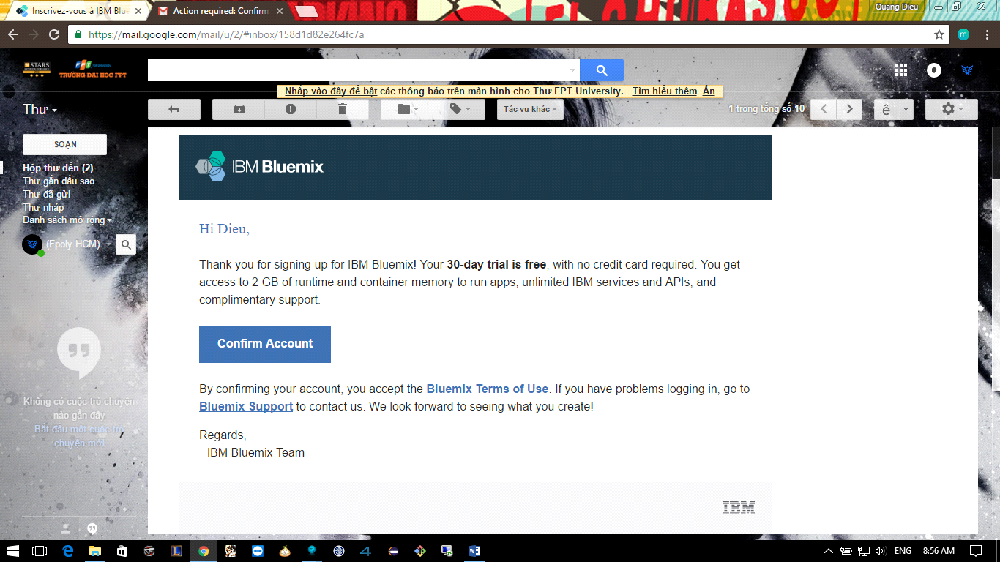 Inscrivez-vous à IBM Blue
Action required: Confirm
Quang Dieu
https://mail.google.com/mail/u/2/#inbox/158d1d82e264fc7a
m
STARS
FPT
TRƯỜNG ĐẠI HỌC FPT
Nhấp vào đây để bật các thông báo trên màn hình cho Thư FPT University. Tìm hiểu thêm Ẩn
Thư
Tác vụ khác
1 trong tổng số 10
ê
SOẠN
Hộp thư đến (2)
Thư gắn dấu sao
Thư đã gửi
Thư nháp
Danh sách mở rộng
(Fpoly HCM)
Không có cuộc trò chuyện
nào gần đây
Bắt đầu một cuộc trò
chuyện mới
IBM Bluemix
Hi Dieu,
Thank you for signing up for IBM Bluemix! Your 30-day trial is free, with no credit card required. You get
access to 2 GB of runtime and container memory to run apps, unlimited IBM services and APIs, and
complimentary support.
Confirm Account
By confirming your account, you accept the Bluemix Terms of Use. If you have problems logging in, go to
Bluemix Support to contact us. We look forward to seeing what you create!
Regards,
--IBM Bluemix Team
IBM
ENG
8:56 AM